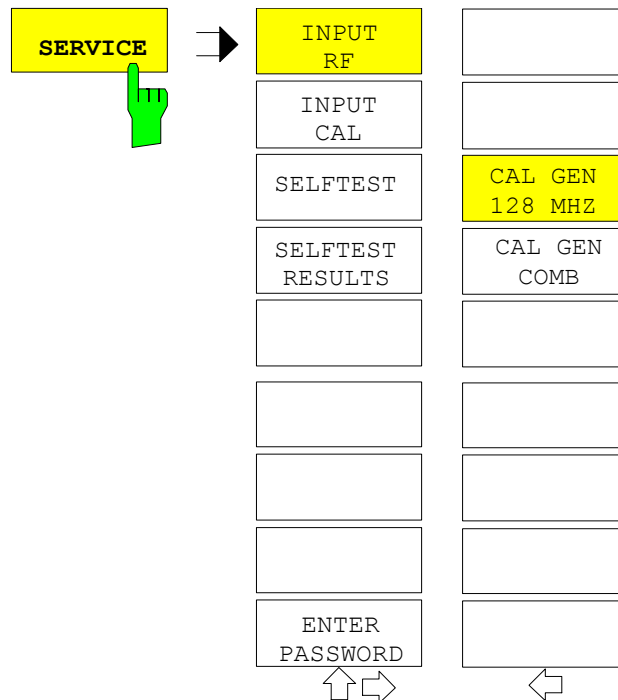 SERVICE
INPUT
RF
INPUT
CAL
SELFTEST
SELFTEST
RESULTS
ENTER
PASSWORD
CAL GEN
128 MHZ
CAL GEN
COMB